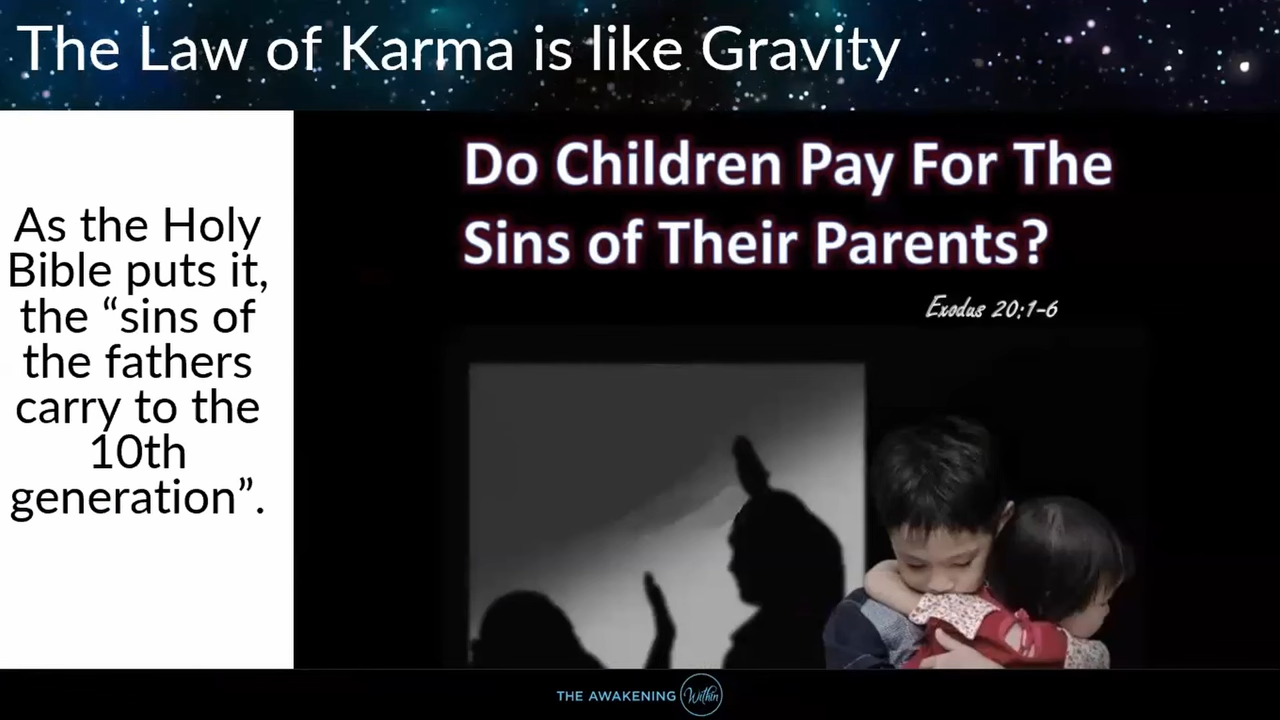 The Law of Karma is like Gravity
As the Holy
Bible puts it,
the “sins of
the fathers
carry to the
10th
generation”.
Do Children Pay For The
Sins of Their Parents?
Exodus 20:1-6
THE AWAKENING Within